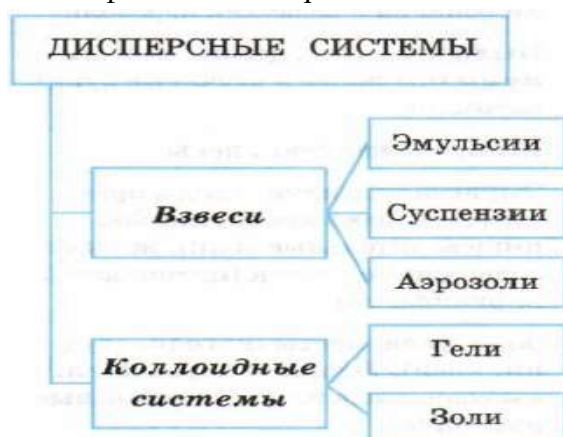 ДИСПЕРСНЫЕ СИСТЕМЫ
Взвеси
Эмульсии
Суспензии
Аэрозоли
Коллоидные
системы
Гели
Золи